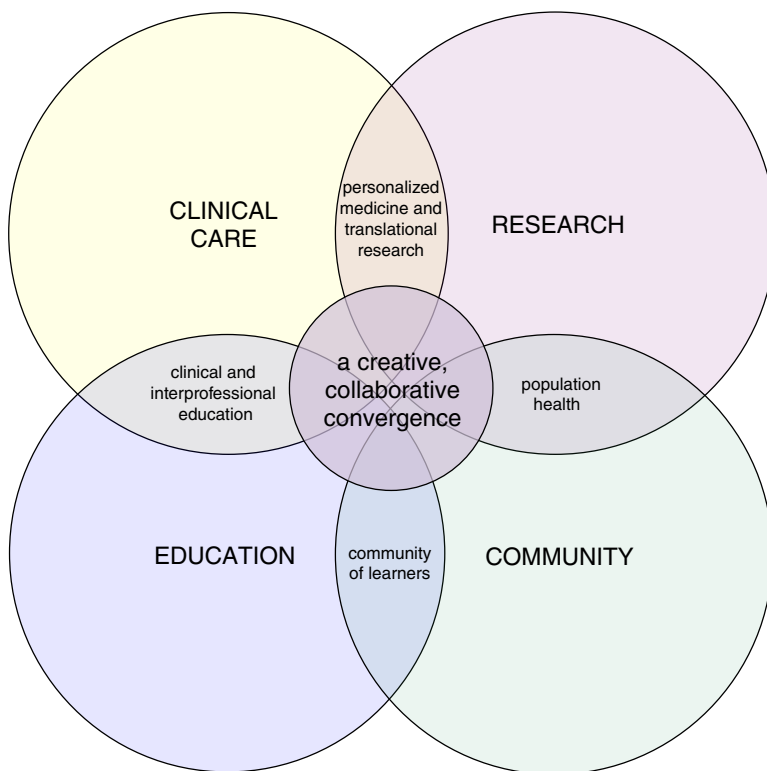 CLINICAL
CARE
personalized
medicine and
translational
research
RESEARCH
clinical and
interprofessional
education
a creative,
collaborative
convergence
population
health
EDUCATION
community
of learners
COMMUNITY